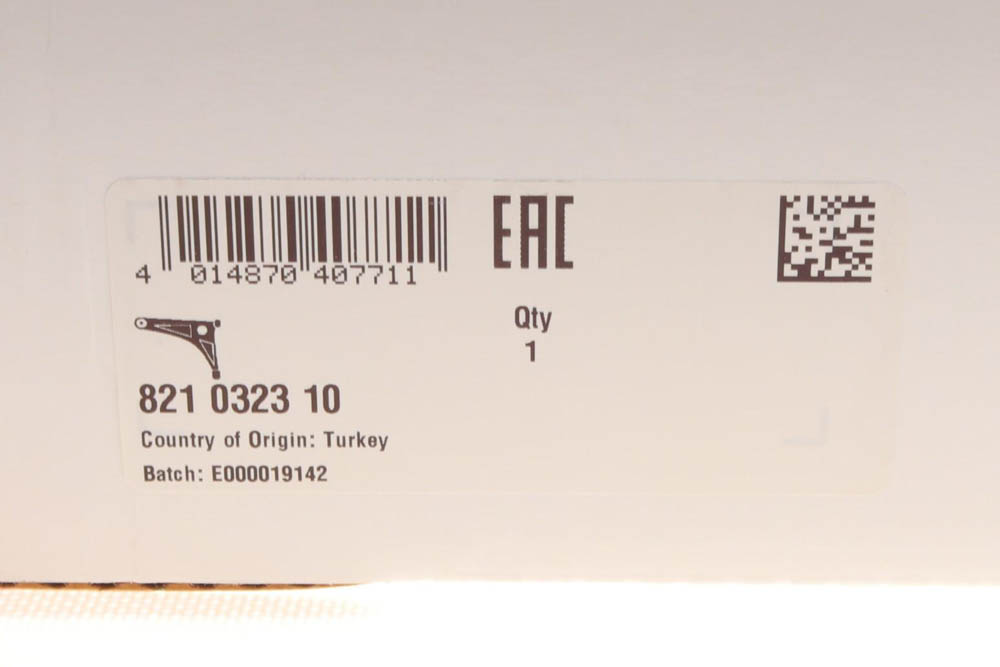 4 014870 407711
EAC
Qty
1
821 0323 10
Country of Origin: Turkey
Batch: E000019142